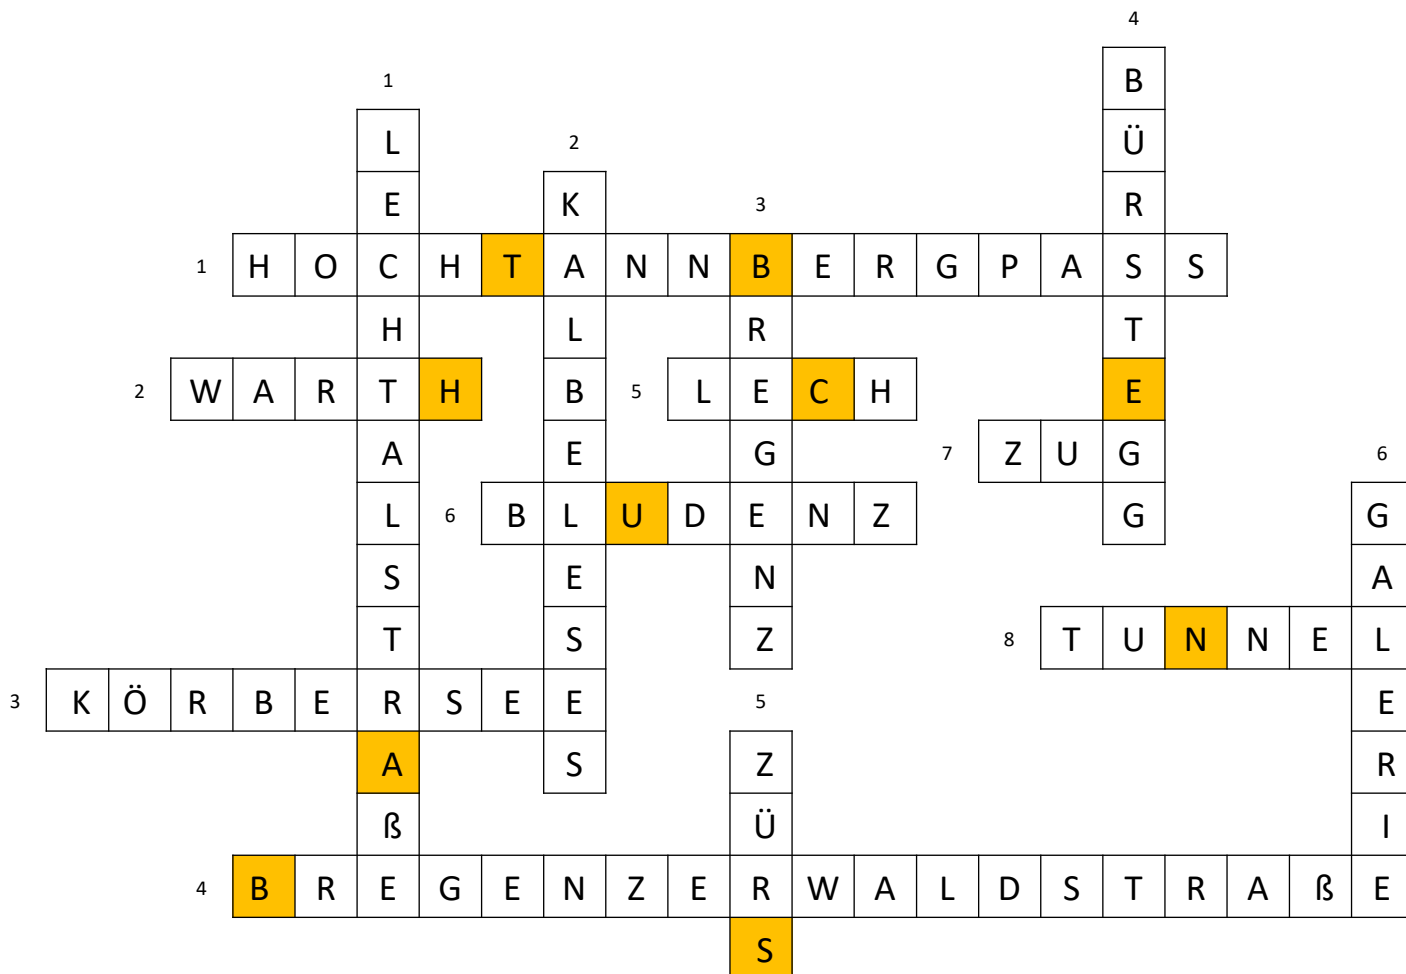 4
1 B
L 2 Ü
E K 3 R
1 H O C H T A N N B E R G P A S S
H L R T
2 W A R T H B 5 L E C H E
A E G 7 Z U G 6
L 6 B L U D E N Z G G
S E N A
T S Z 8 T U N N E L
3 K Ö R B E R S E E 5 E
A S Z R
ß Ü I
4 B R E G E N Z E R W A L D S T R A ß E
S